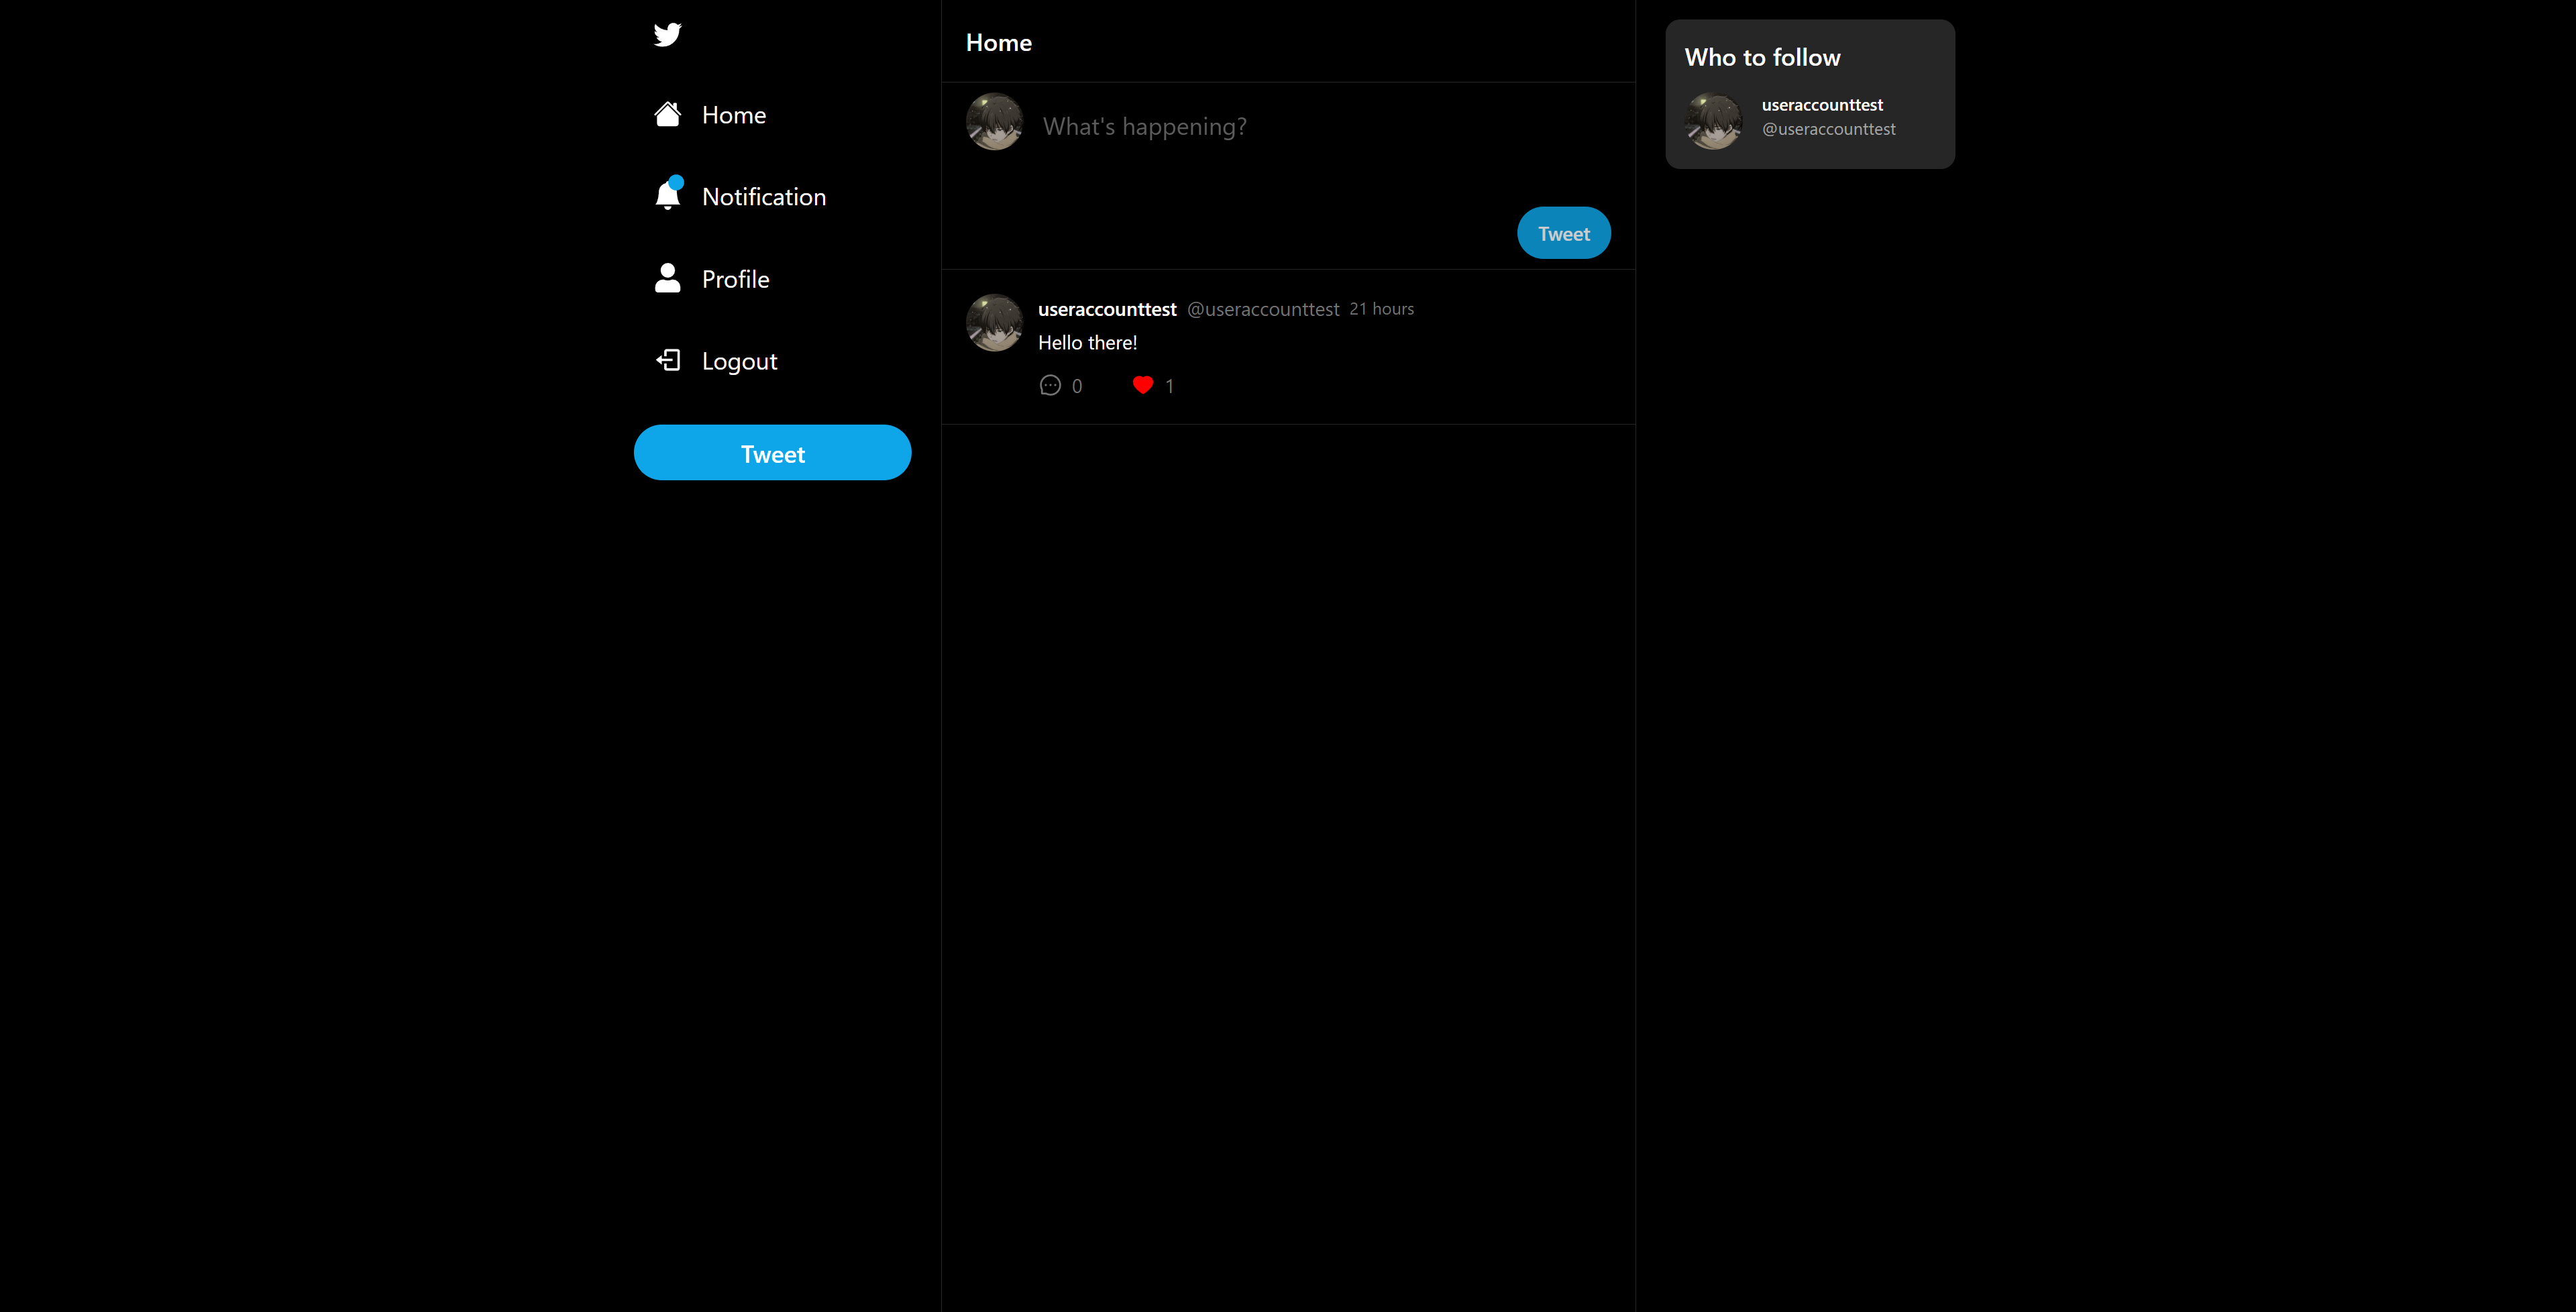 Home
Notification
Profile
Logout
Tweet
Home
What's happening?
Tweet
useraccounttest @useraccounttest 21 hours
Hello there!
0 1
Who to follow
useraccounttest
@useraccounttest